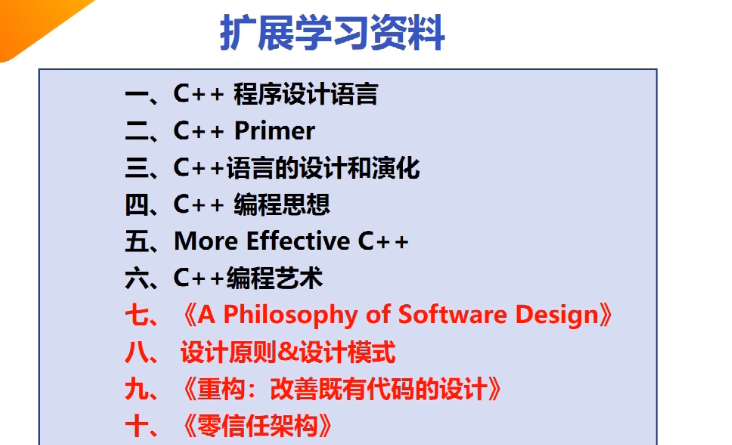 扩展学习资料
一、C++ 程序设计语言
二、C++ Primer
三、C++语言的设计和演化
四、C++ 编程思想
五、More Effective C++
六、C++编程艺术
七、《A Philosophy of Software Design》
八、 设计原则&设计模式
九、《重构：改善既有代码的设计》
十、《零信任架构》